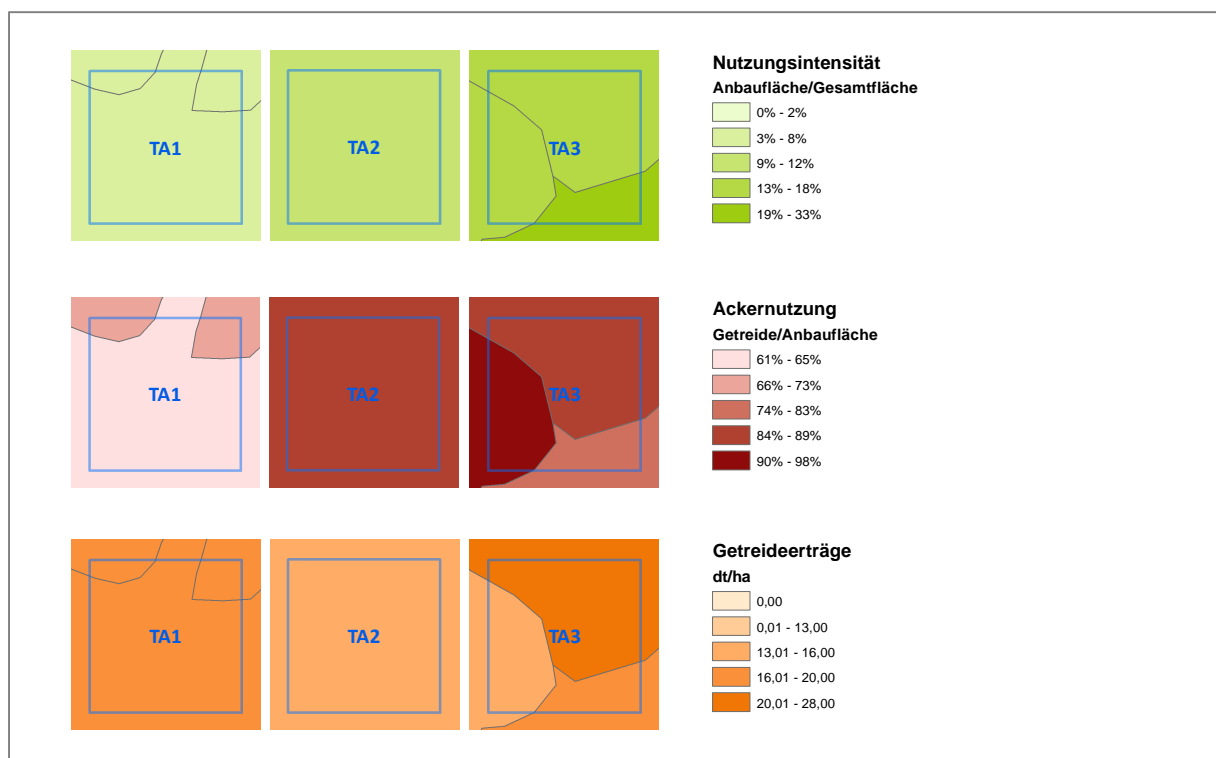 TA1
TA2
TA3
Nutzungsintensität
Anbaufläche/Gesamtfläche
0% - 2%
3% - 8%
9% - 12%
13% - 18%
19% - 33%
TA1
TA2
TA3
Ackernutzung
Getreide/Anbaufläche
61% - 65%
66% - 73%
74% - 83%
84% - 89%
90% - 98%
TA1
TA2
TA3
Getreideerträge
dt/ha
0,00
0,01 - 13,00
13,01 - 16,00
16,01 - 20,00
20,01 - 28,00